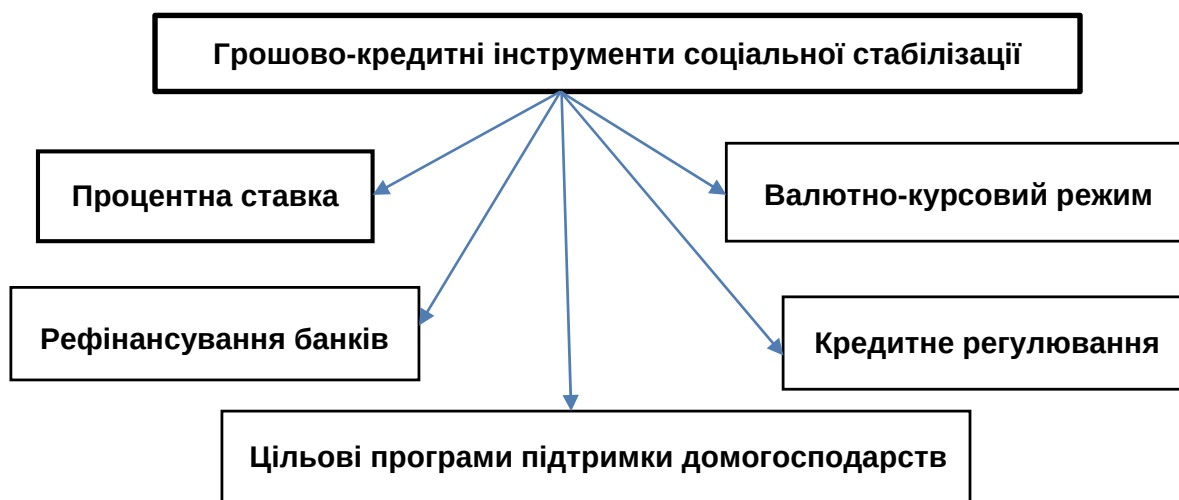 Грошово-кредитні інструменти соціальної стабілізації
Процентна ставка
Валютно-курсовий режим
Рефінансування банків
Кредитне регулювання
Цільові програми підтримки домогосподарств